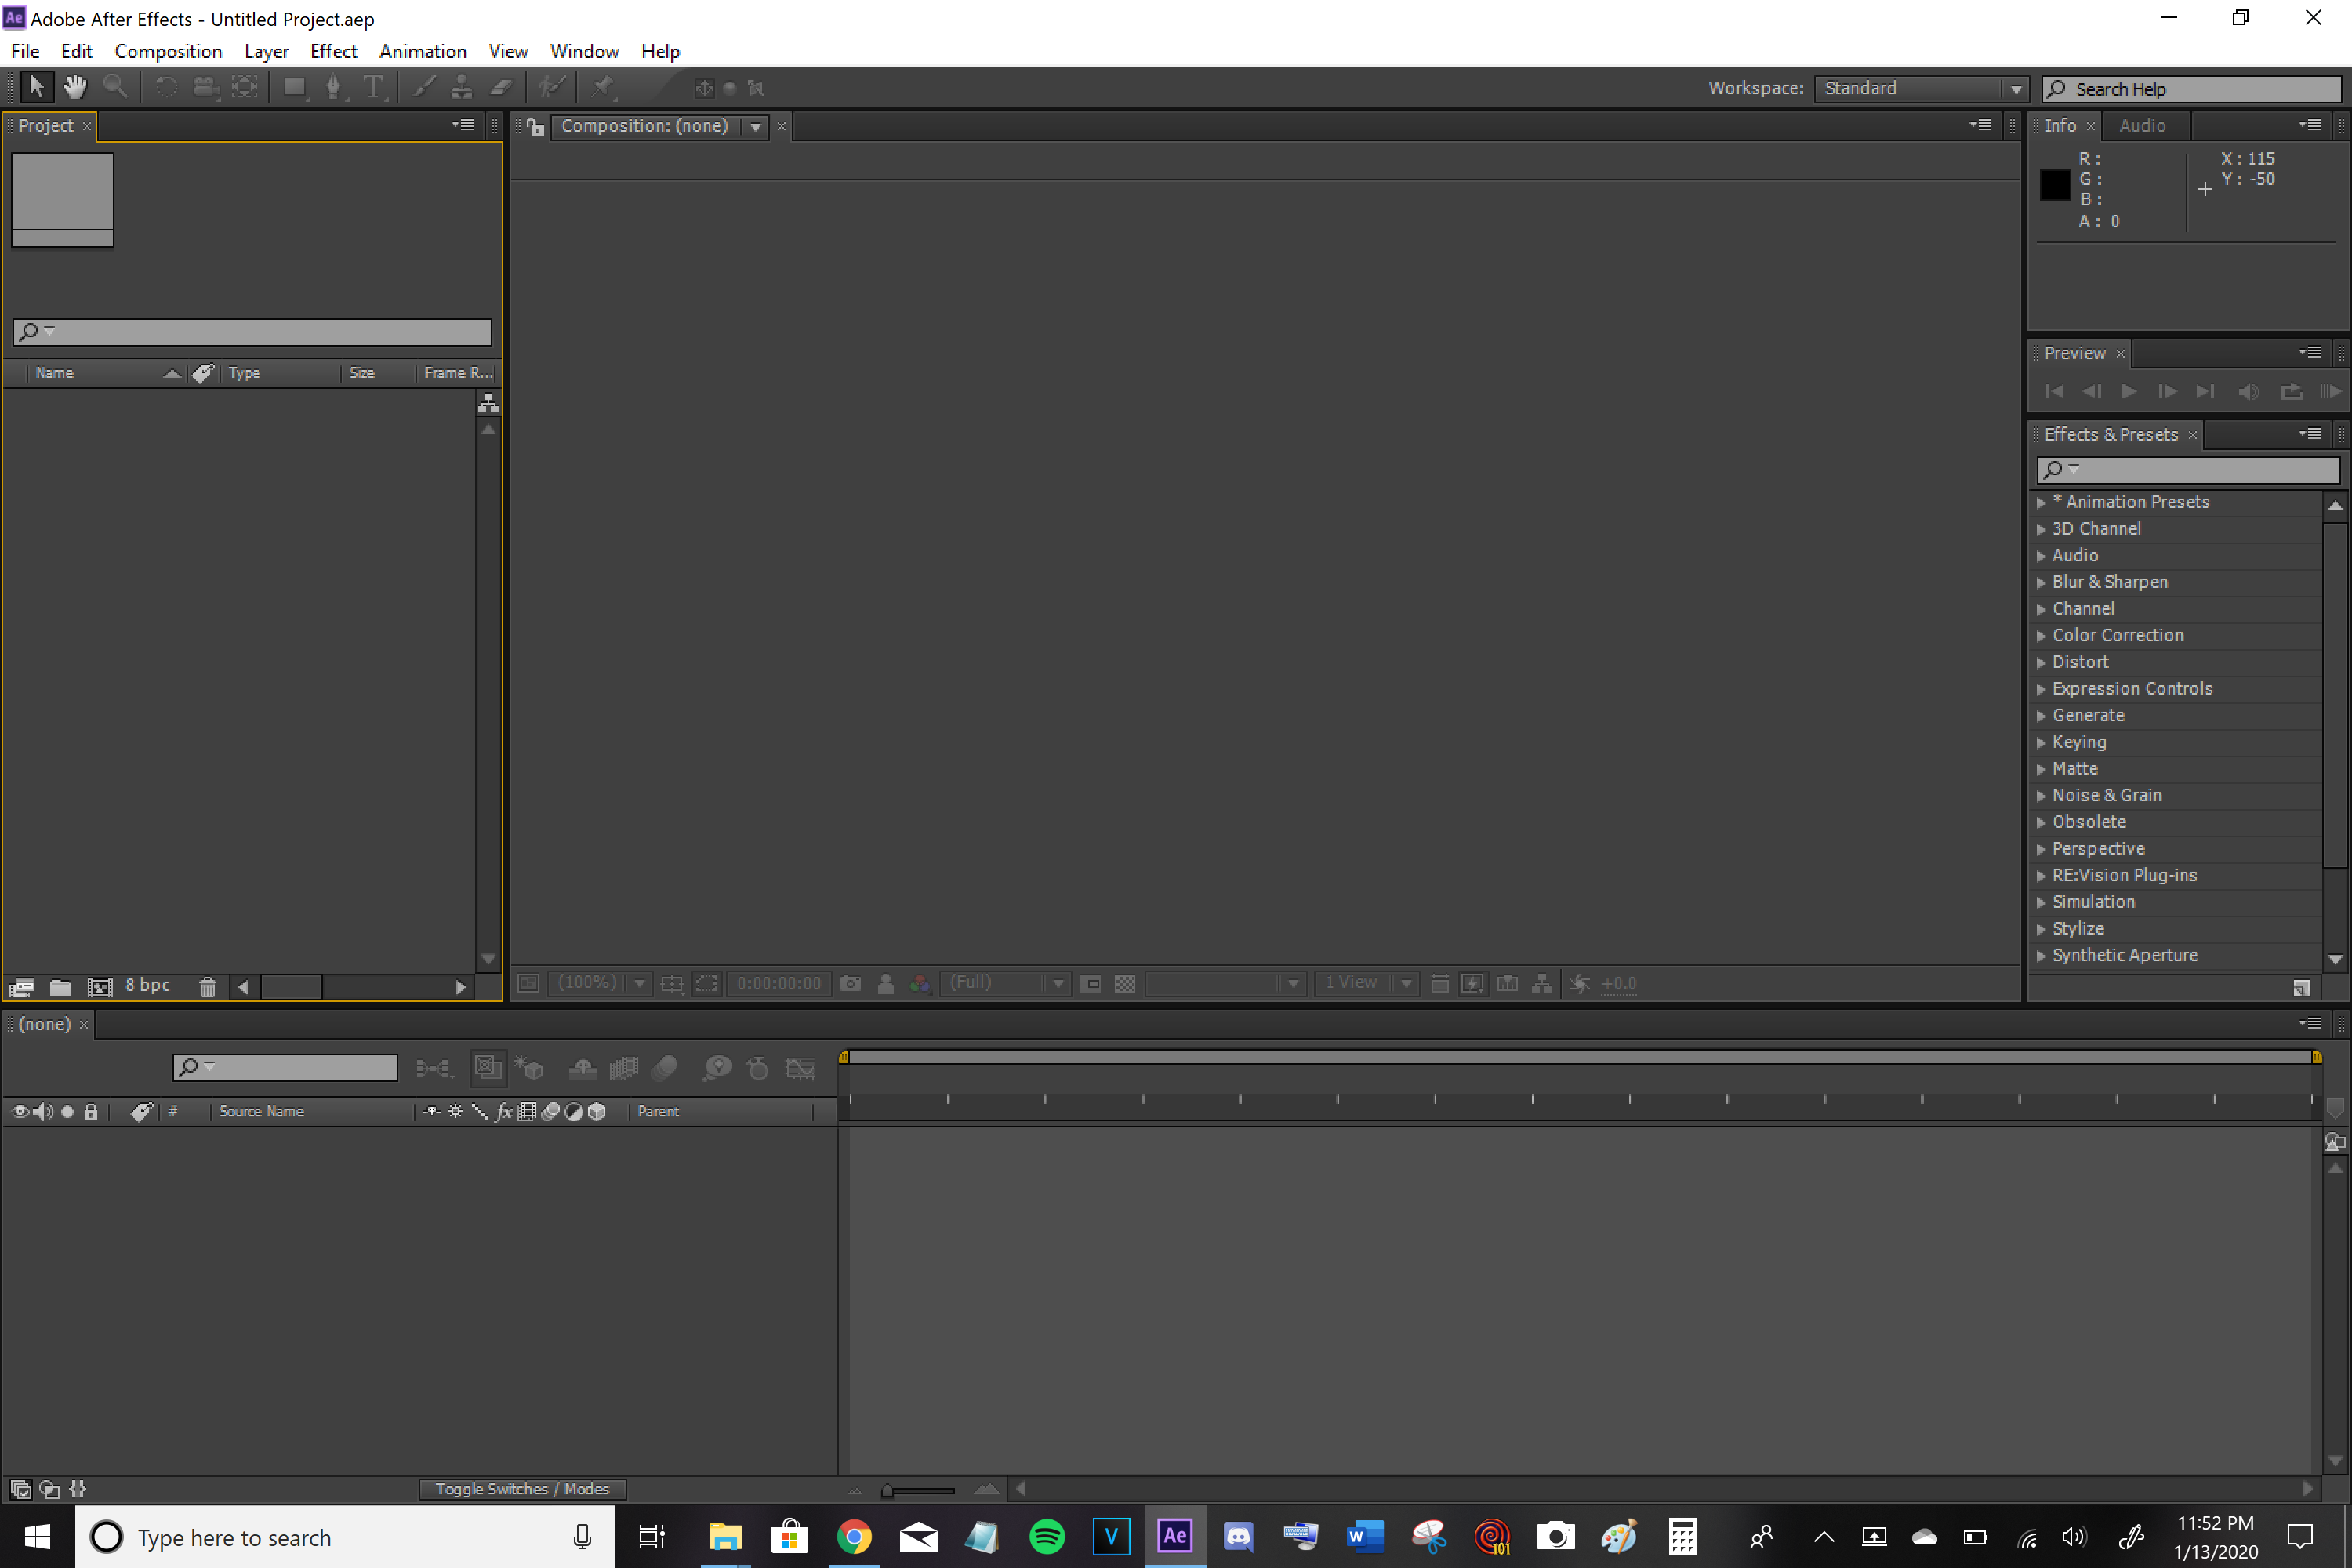 Ae Adobe After Effects - Untitled Project.aep
File Edit Composition Layer Effect Animation View Window Help
T Workspace: Standard Search Help
Project Composition: (none) Info Audio
R : X : 115
G : Y : -50
B :
A : 0
Preview
Name Type Size Frame R...
Effects & Presets
* Animation Presets
3D Channel
Audio
Blur & Sharpen
Channel
Color Correction
Distort
Expression Controls
Generate
Keying
Matte
Noise & Grain
Obsolete
Perspective
RE:Vision Plug-ins
Simulation
Stylize
Synthetic Aperture
8 bpc (100%) 0:00:00:00 (Full) 1 View +0.0
(none)
# Source Name fx Parent
Toggle Switches / Modes
Type here to search V Ae W 101 11:52 PM
1/13/2020